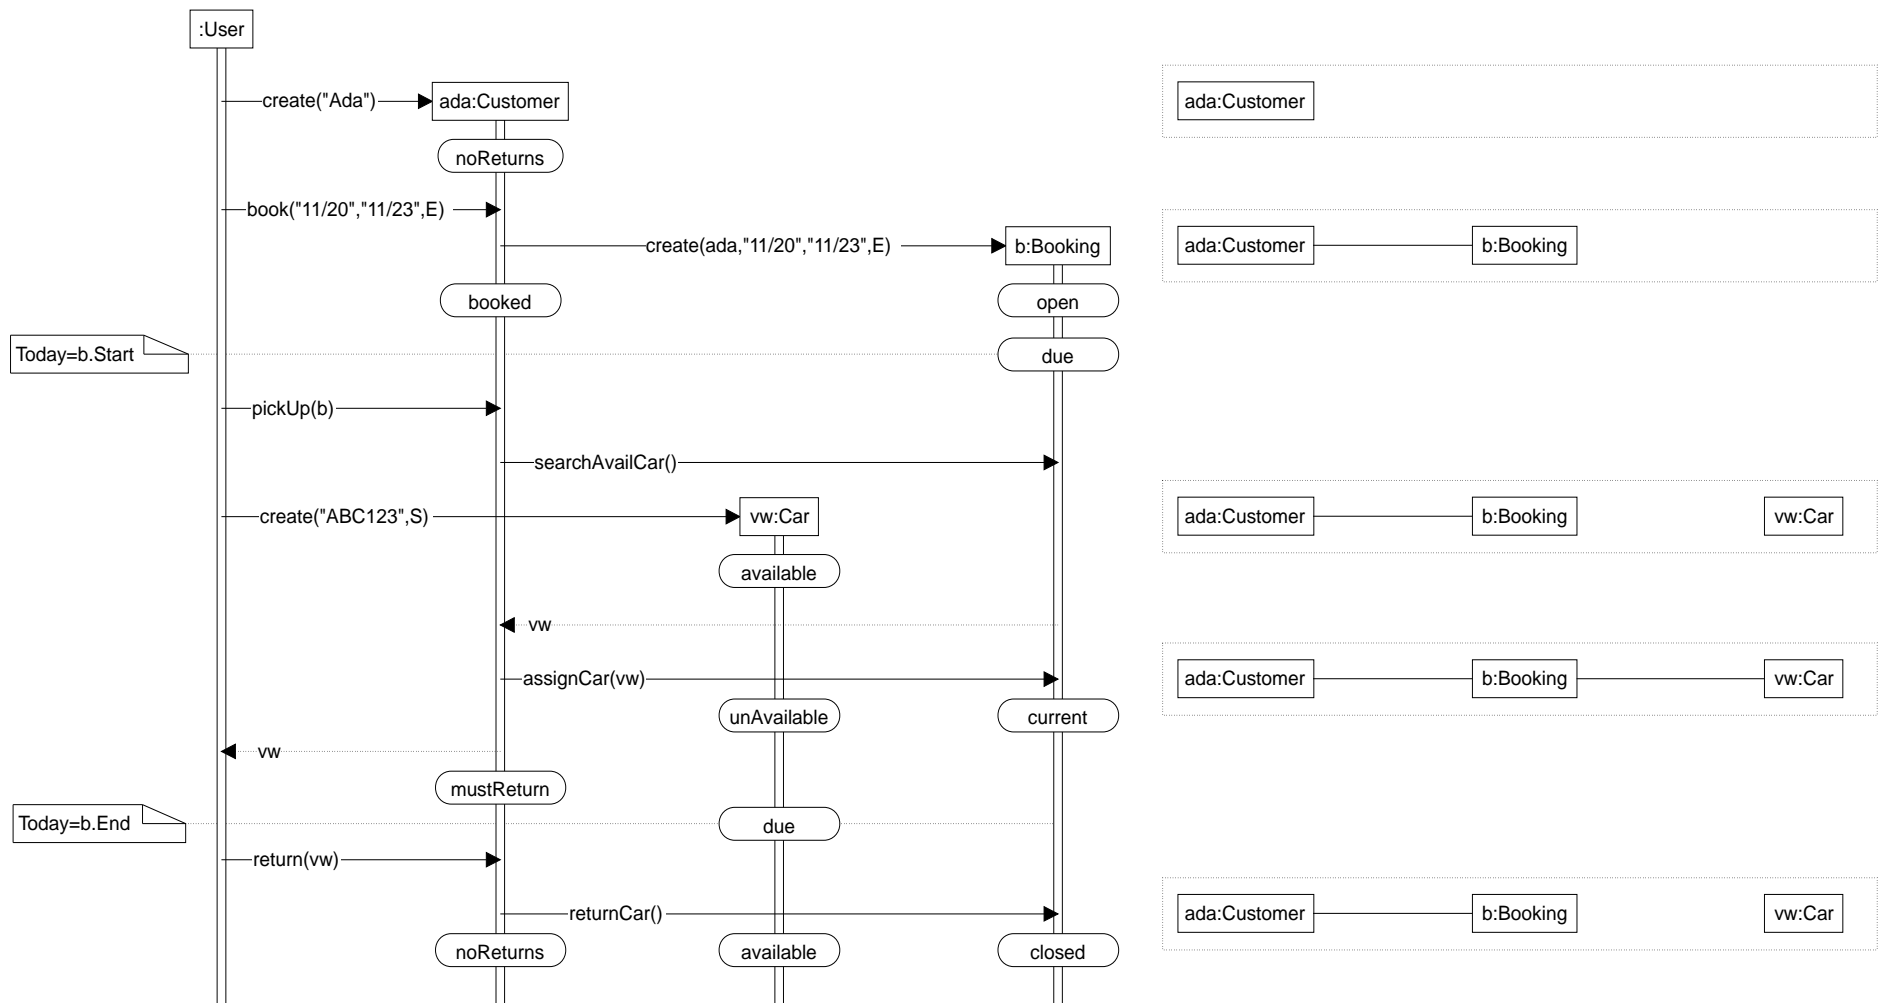 :User
create("Ada")
ada:Customer
ada:Customer
noReturns
book("11/20","11/23",E)
create(ada,"11/20","11/23",E)
b:Booking
ada:Customer
b:Booking
booked
open
Today=b.Start
due
pickUp(b)
searchAvailCar()
create("ABC123",S)
vw:Car
ada:Customer
b:Booking
vw:Car
available
vw
assignCar(vw)
ada:Customer
b:Booking
vw:Car
unAvailable
current
vw
mustReturn
Today=b.End
due
return(vw)
returnCar()
ada:Customer
b:Booking
vw:Car
noReturns
available
closed